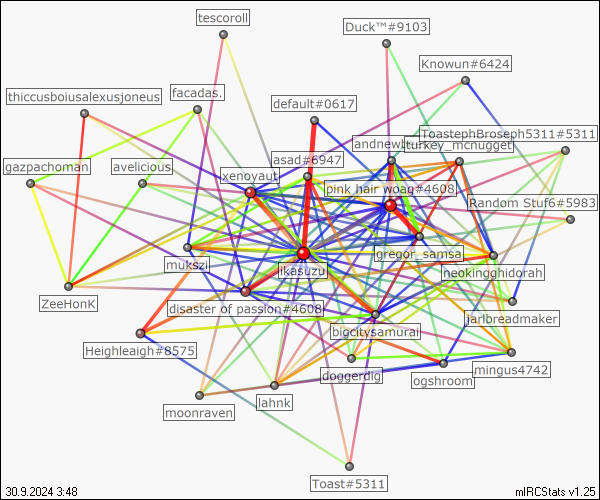 tescoroll
Duck™#9103
Knowun#6424
thiccusboiusalexusjoneus
facadas.
default#0617
ToastephBroseph5311#5311
andnewt
turkey_mcnugget
gazpachoman
avelicious
asad#6947
xenoyaut
pink hair woag#4608
Random Stuf6#5983
gregor_samsa
mukszi
ikasuzu
neokingghidorah
ZeeHonK
disaster of passion#4608
jarlbreadmaker
bigcitysamurai
Heighleaigh#8575
doggerdig
mingus4742
ogshroom
moonraven
lahnk
Toast#5311
30.9.2024 3:48
mIRCStats v1.25